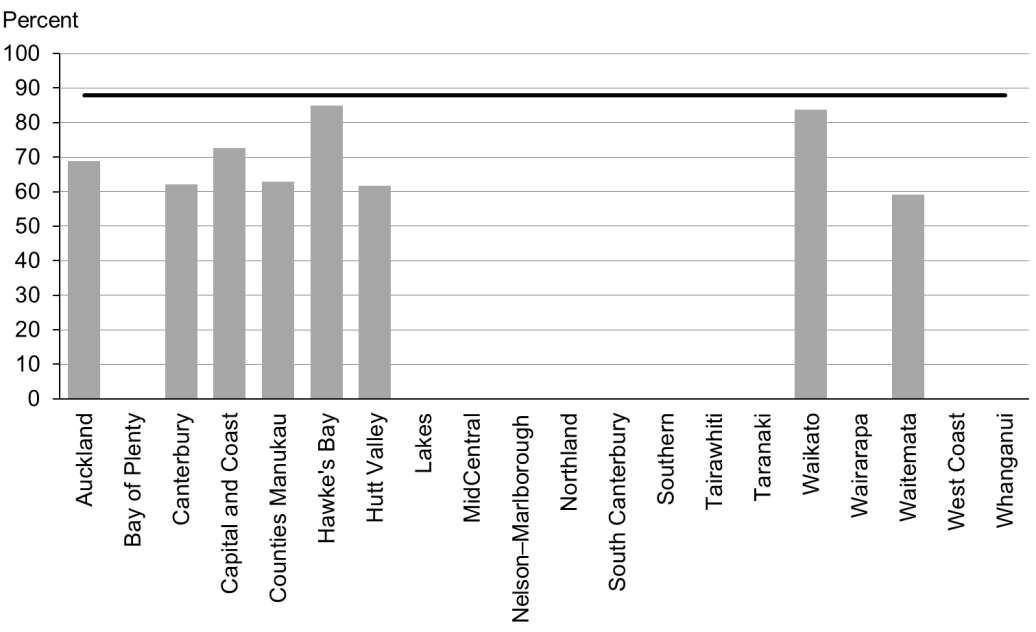 Percent
100
90
80
70
60
50
40
30
20
10
0
Auckland
Bay of Plenty
Canterbury
Capital and Coast
Counties Manukau
Hawke's Bay
Hutt Valley
Lakes
MidCentral
Nelson–Marlborough
Northland
South Canterbury
Southern
Tairawhiti
Taranaki
Waikato
Wairarapa
Waitemata
West Coast
Whanganui